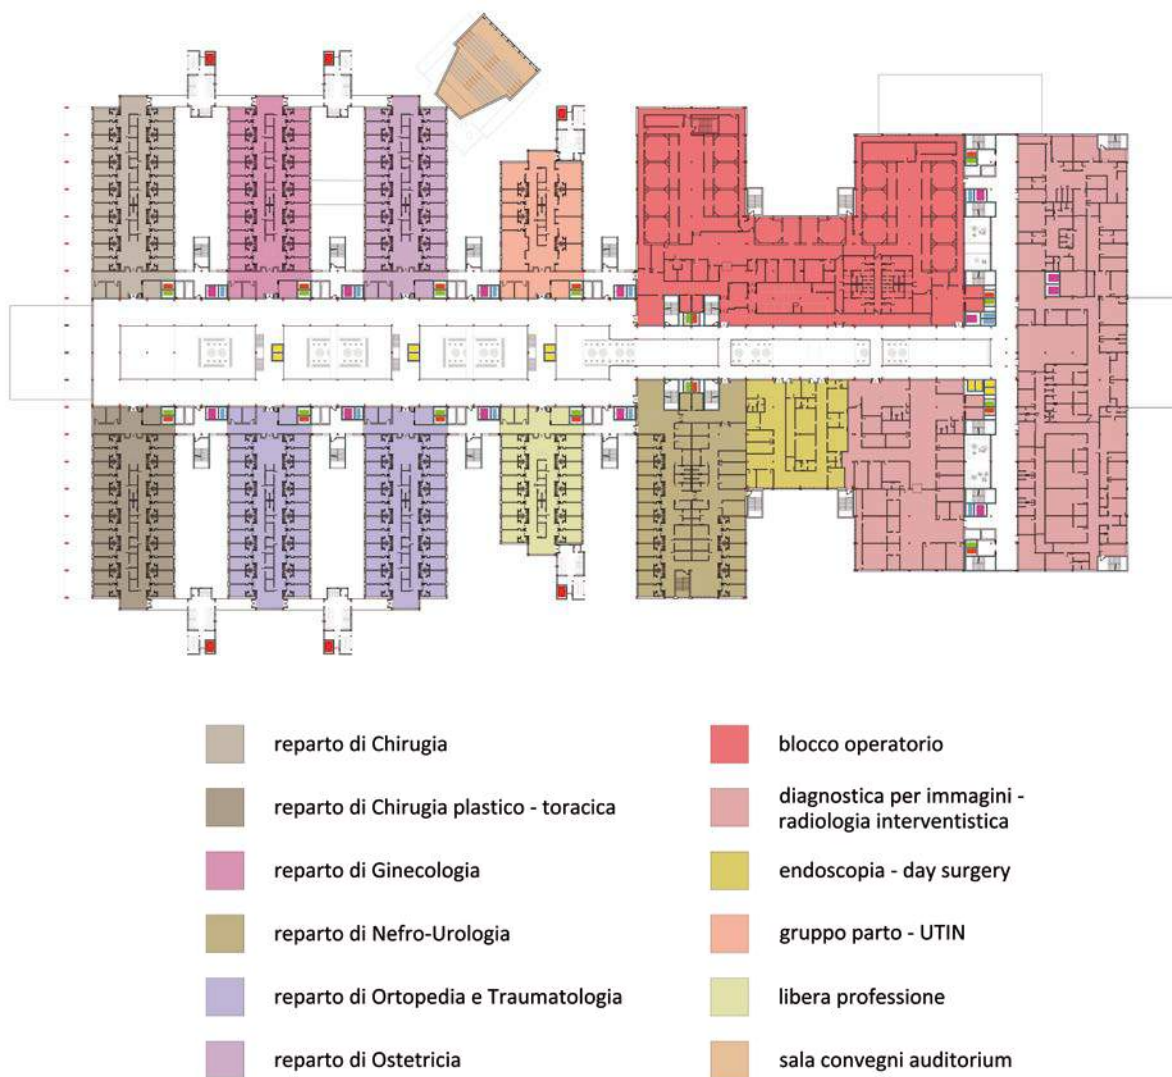 reparto di Chirugia
reparto di Chirugia plastico - toracica
reparto di Ginecologia
reparto di Nefro-Urologia
reparto di Ortopedia e Traumatologia
reparto di Ostetricia
blocco operatorio
diagnostica per immagini -
radiologia interventistica
endoscopia - day surgery
gruppo parto - UTIN
libera professione
sala convegni auditorium